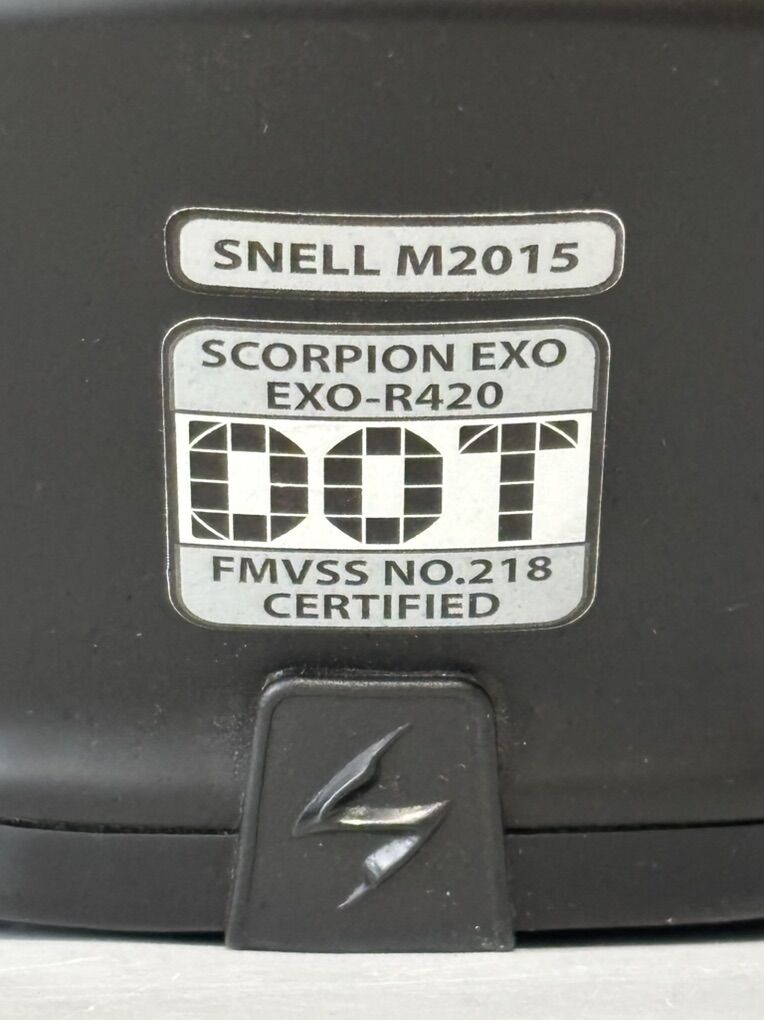 SNELL M2015
SCORPION EXO
EXO-R420
DOT
FMVSS NO.218
CERTIFIED